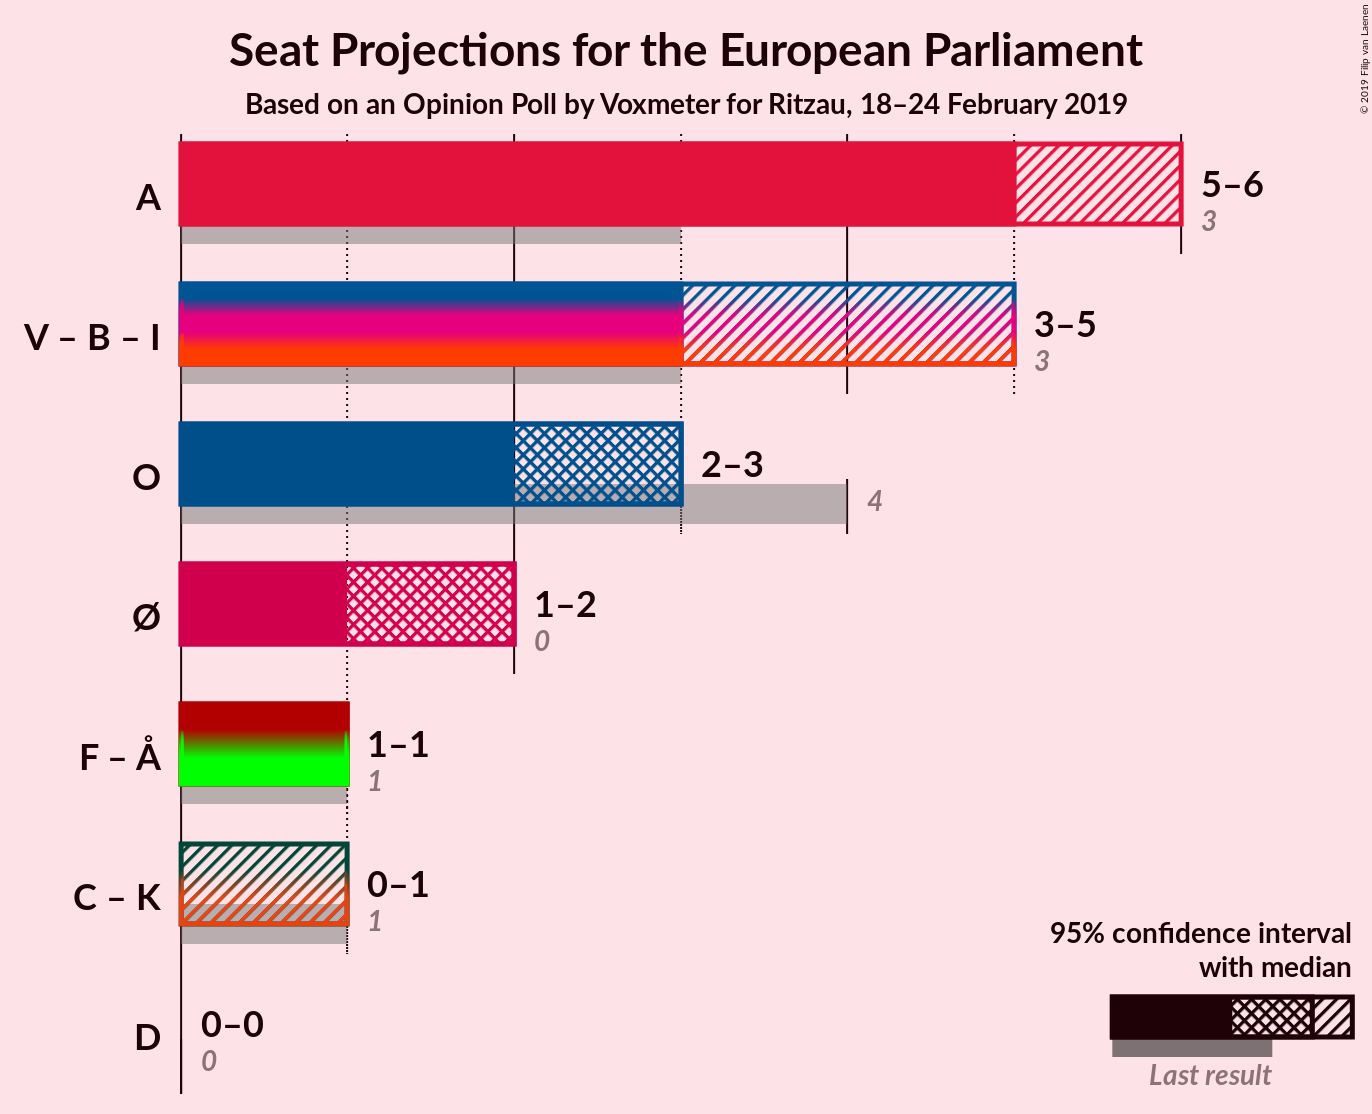 Seat Projections for the European Parliament
Based on an Opinion Poll by Voxmeter for Ritzau, 18–24 February 2019
© 2019 Filip van Laenen
A
5–6
3
V – B – I
3–5
3
O
2–3
4
Ø
1–2
0
F – Å
1–1
1
C – K
0–1
1
D
0–0
0
95% confidence interval
with median
Last result